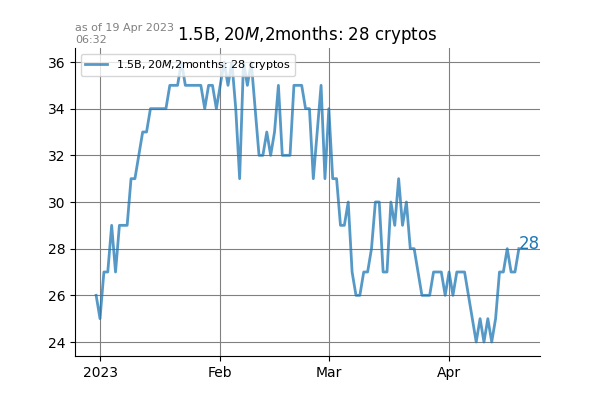 as of 19 Apr 2023
06:32
1.5B, 20M,2months: 28 cryptos
1.5B, 20M,2months: 28 cryptos
36
34
32
30
28
26
24
28
2023
Feb
Mar
Apr